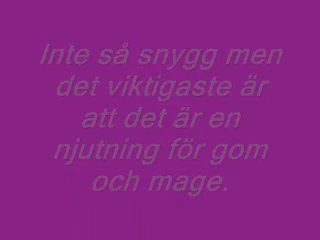 Inte så snygg men
det viktigaste är
att det är en
njutning för gom
och mage.